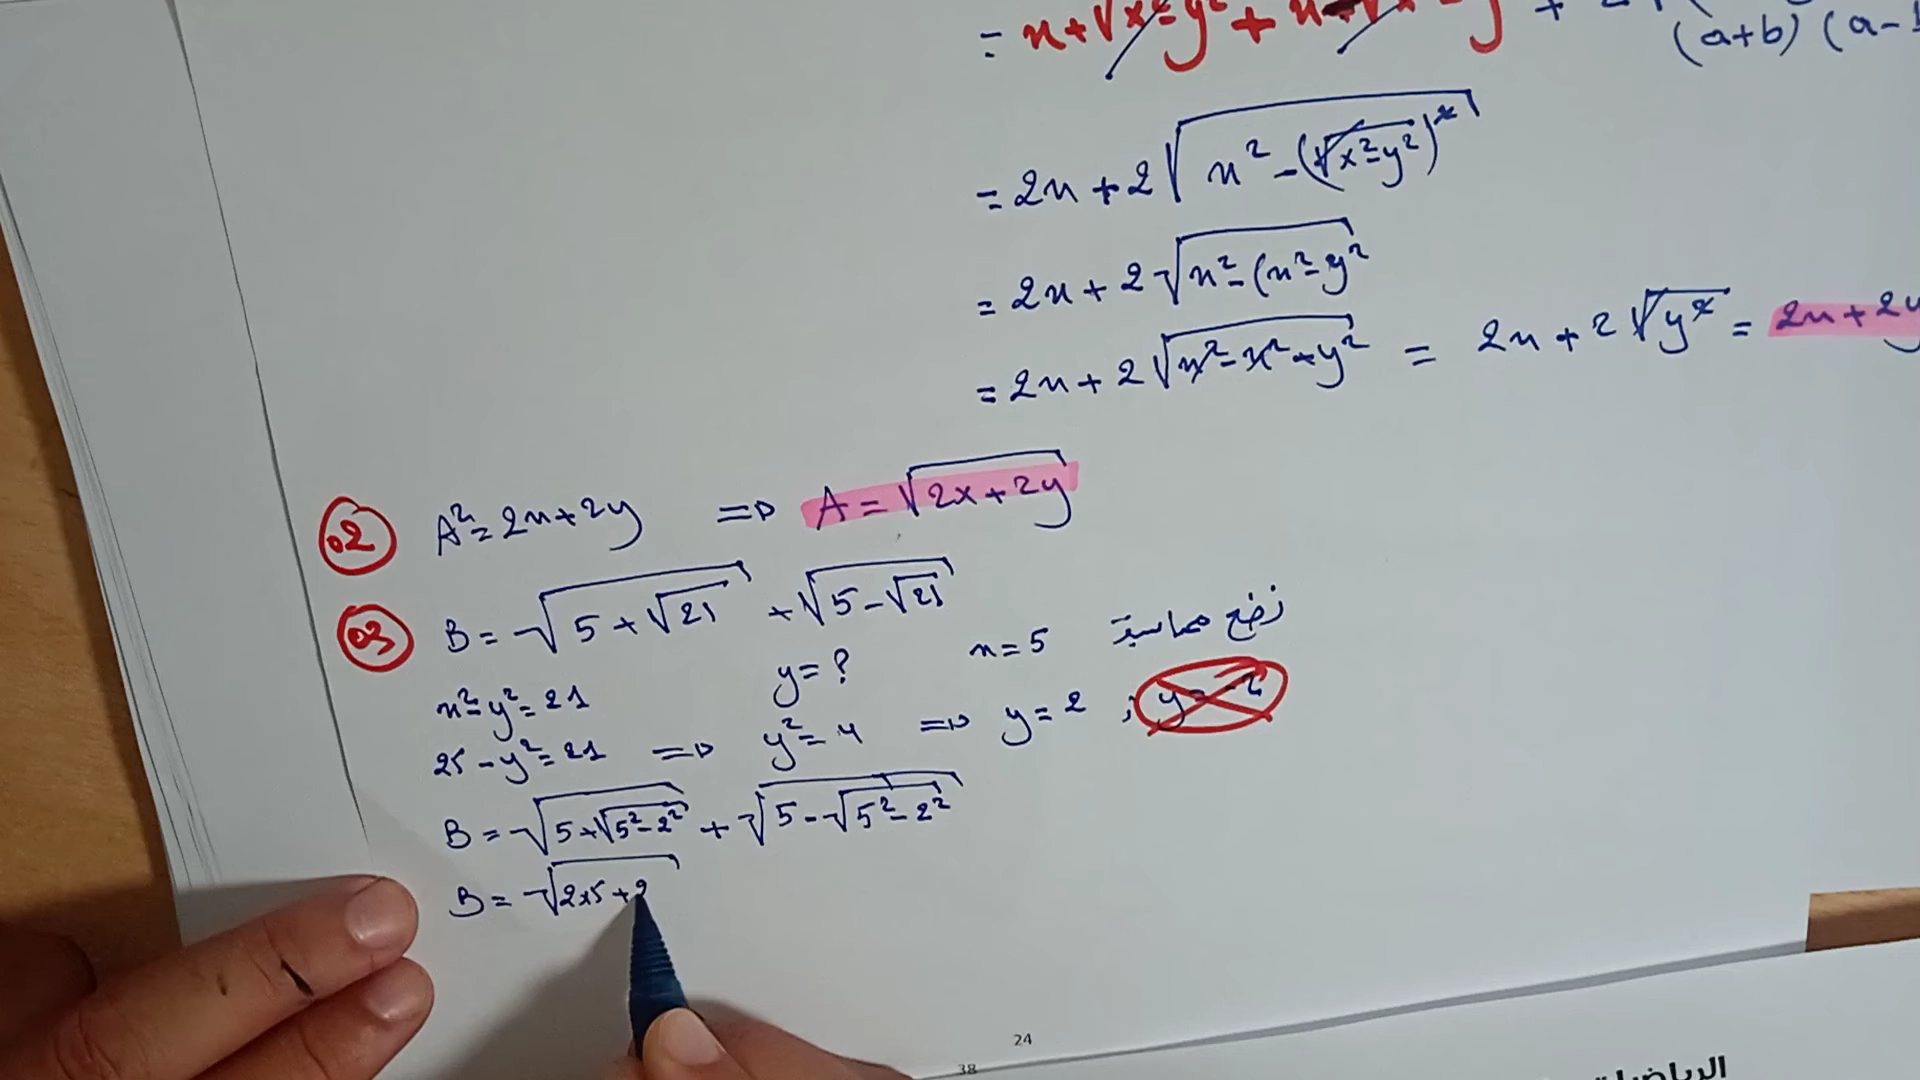 = x+√x²-y² + x-√x²-y² + 2√(
(a+b) (a-
= 2x + 2√x² - (√x²-y²)²
= 2x + 2√x² - (x²-y²
= 2x + 2√x²-x²+y² = 2x + 2√y² = 2x + 2y
02 A² = 2x+2y => A = √2x+2y
03 B = √5+√21 + √5-√21
x²-y² = 21 y = ? x = 5 نضع مماسبق
25-y² = 21 => y² = 4 => y = 2 ; y = -2
B = √5+√5²-2² + √5-√5²-2²
B = √2×5+2
24
38